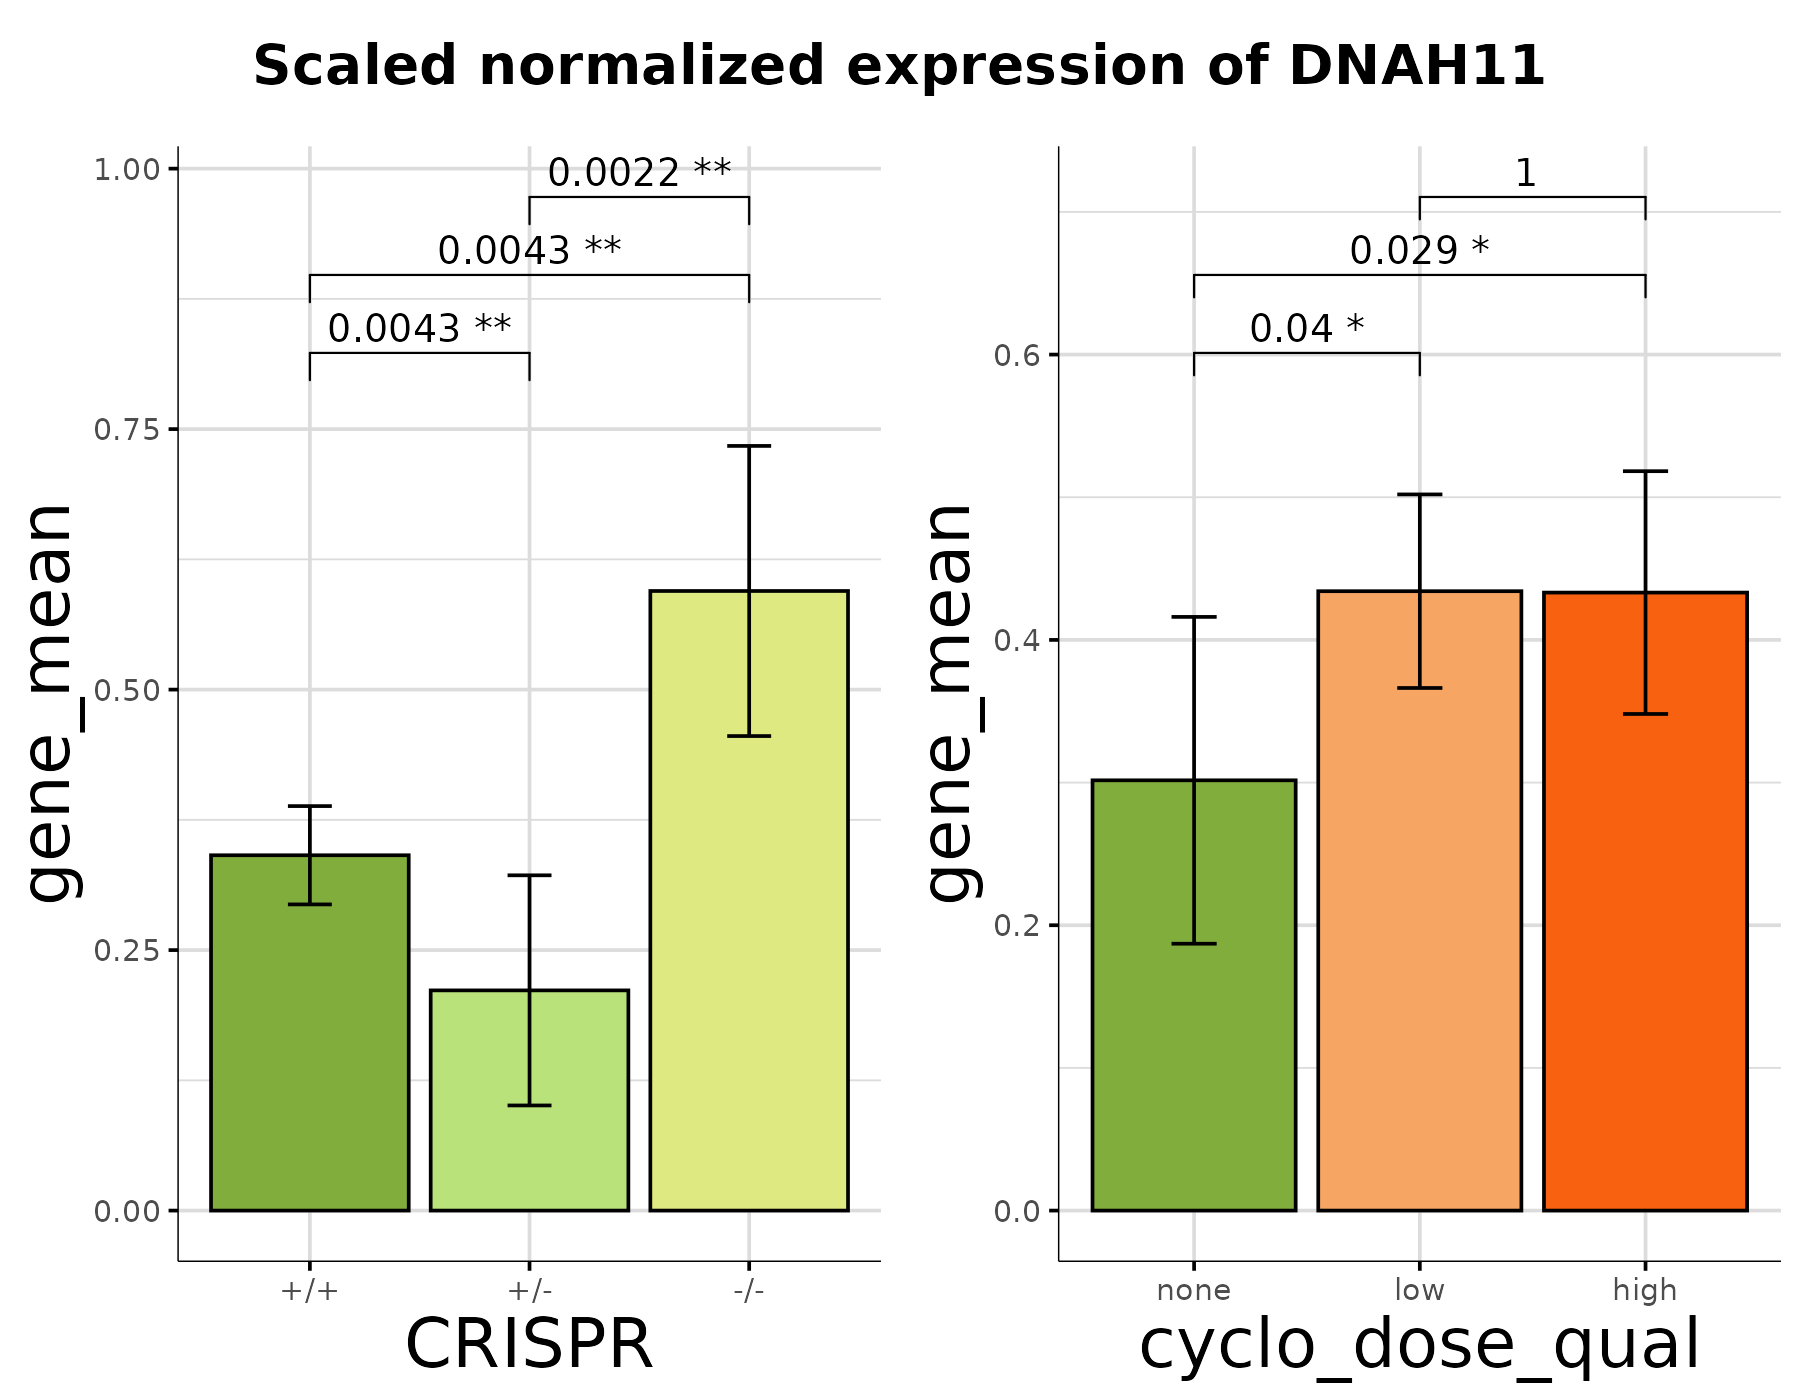 Scaled normalized expression of DNAH11
gene_mean
1.00
0.75
0.50
0.25
0.00
0.0022 **
0.0043 **
0.0043 **
+/+
+/-
-/-
CRISPR
gene_mean
0.6
0.4
0.2
0.0
1
0.029 *
0.04 *
none
low
high
cyclo_dose_qual